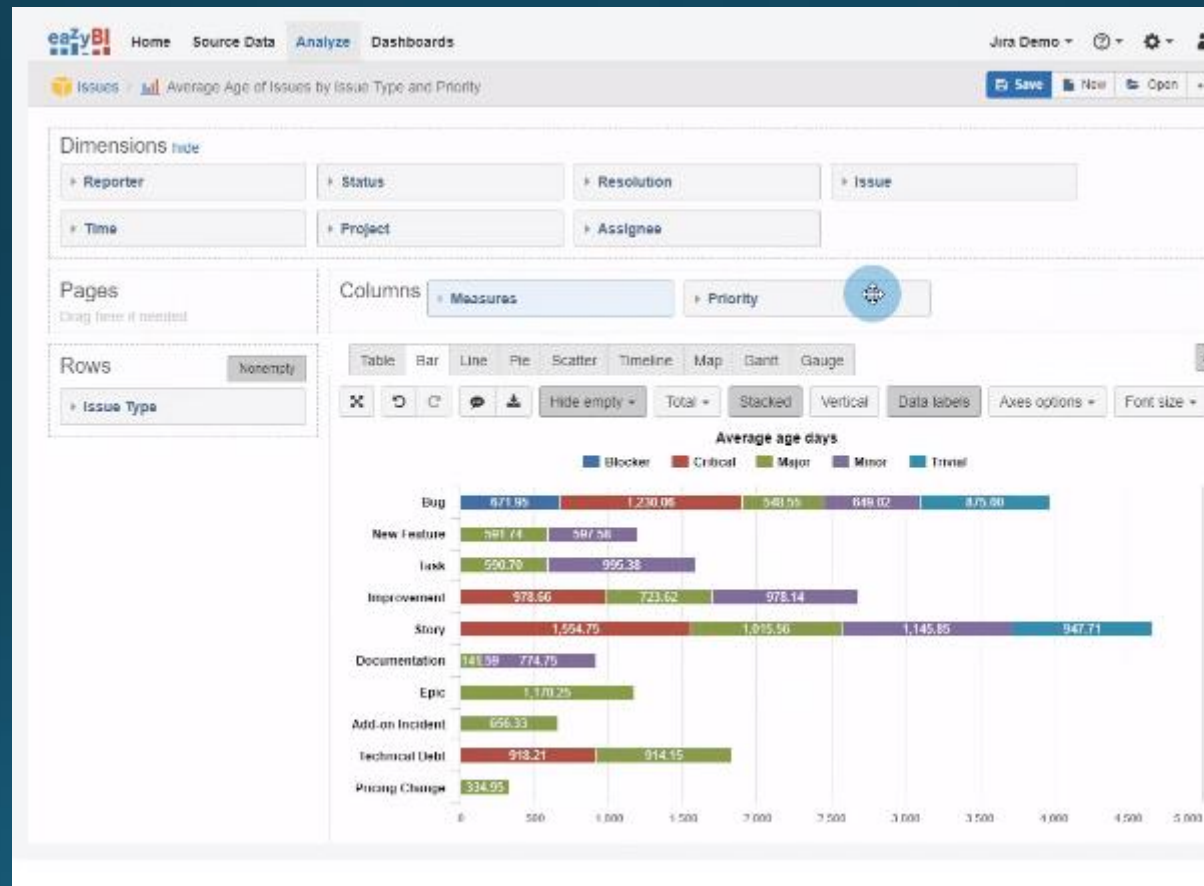 eazyBI Home Source Data Analyze Dashboards Jira Demo
Issues / Average Age of Issues by Issue Type and Priority Save New Open
Dimensions hide
Reporter Status Resolution Issue
Time Project Assignee
Pages Columns Measures Priority
Drag here if needed
Rows Nonempty Table Bar Line Pie Scatter Timeline Map Gantt Gauge
Issue Type Hide empty Total Stacked Vertical Data labels Axes options Font size
Average age days
Blocker Critical Major Minor Trivial
Bug 671.95 1,230.06 548.55 649.02 875.00
New Feature 591.74 597.58
Task 590.70 995.38
Improvement 978.66 723.62 978.14
Story 1,554.75 1,015.56 1,145.85 947.71
Documentation 141.59 774.75
Epic 1,170.25
Add-on Incident 656.33
Technical Debt 918.21 914.15
Pricing Change 334.95
0 500 1,000 1,500 2,000 2,500 3,000 3,500 4,000 4,500 5,000